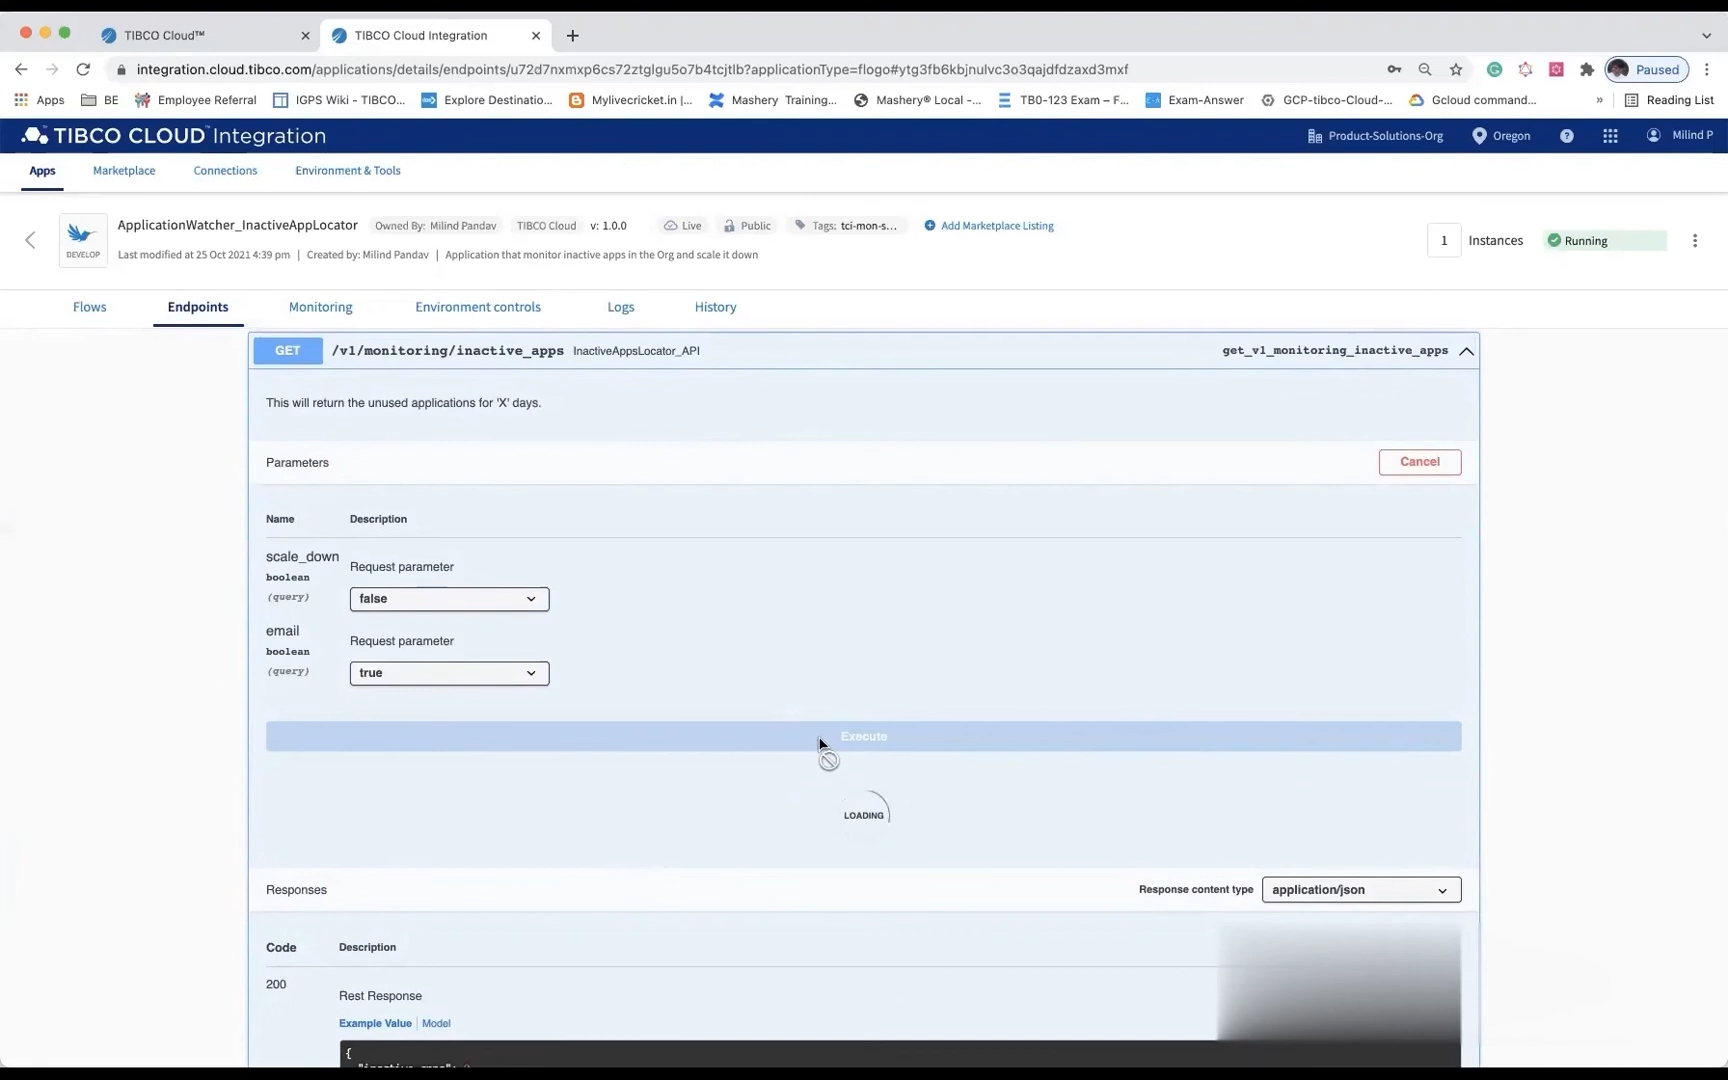 TIBCO Cloud™
TIBCO Cloud Integration
integration.cloud.tibco.com/applications/details/endpoints/u72d7nxmxp6cs72ztglgu5o7b4tcjtlb?applicationType=flogo#ytg3fb6kbjnulvc3o3qajdfdzaxd3mxf
Paused
Apps
BE
Employee Referral
IGPS Wiki - TIBCO...
Explore Destinatio...
Mylivecricket.in |...
Mashery Training...
Mashery® Local -...
TB0-123 Exam – F...
Exam-Answer
GCP-tibco-Cloud-...
Gcloud command...
»
Reading List
TIBCO CLOUD™ Integration
Product-Solutions-Org
Oregon
Milind P
Apps
Marketplace
Connections
Environment & Tools
DEVELOP
ApplicationWatcher_InactiveAppLocator
Owned By: Milind Pandav
TIBCO Cloud
v: 1.0.0
Live
Public
Tags: tci-mon-s...
Add Marketplace Listing
Last modified at 25 Oct 2021 4:39 pm | Created by: Milind Pandav | Application that monitor inactive apps in the Org and scale it down
1 Instances
Running
Flows
Endpoints
Monitoring
Environment controls
Logs
History
GET /v1/monitoring/inactive_apps InactiveAppsLocator_API
get_v1_monitoring_inactive_apps
This will return the unused applications for 'X' days.
Parameters
Cancel
Name
Description
scale_down
boolean
(query)
Request parameter
false
email
boolean
(query)
Request parameter
true
Execute
LOADING
Responses
Response content type
application/json
Code
Description
200
Rest Response
Example Value | Model
{